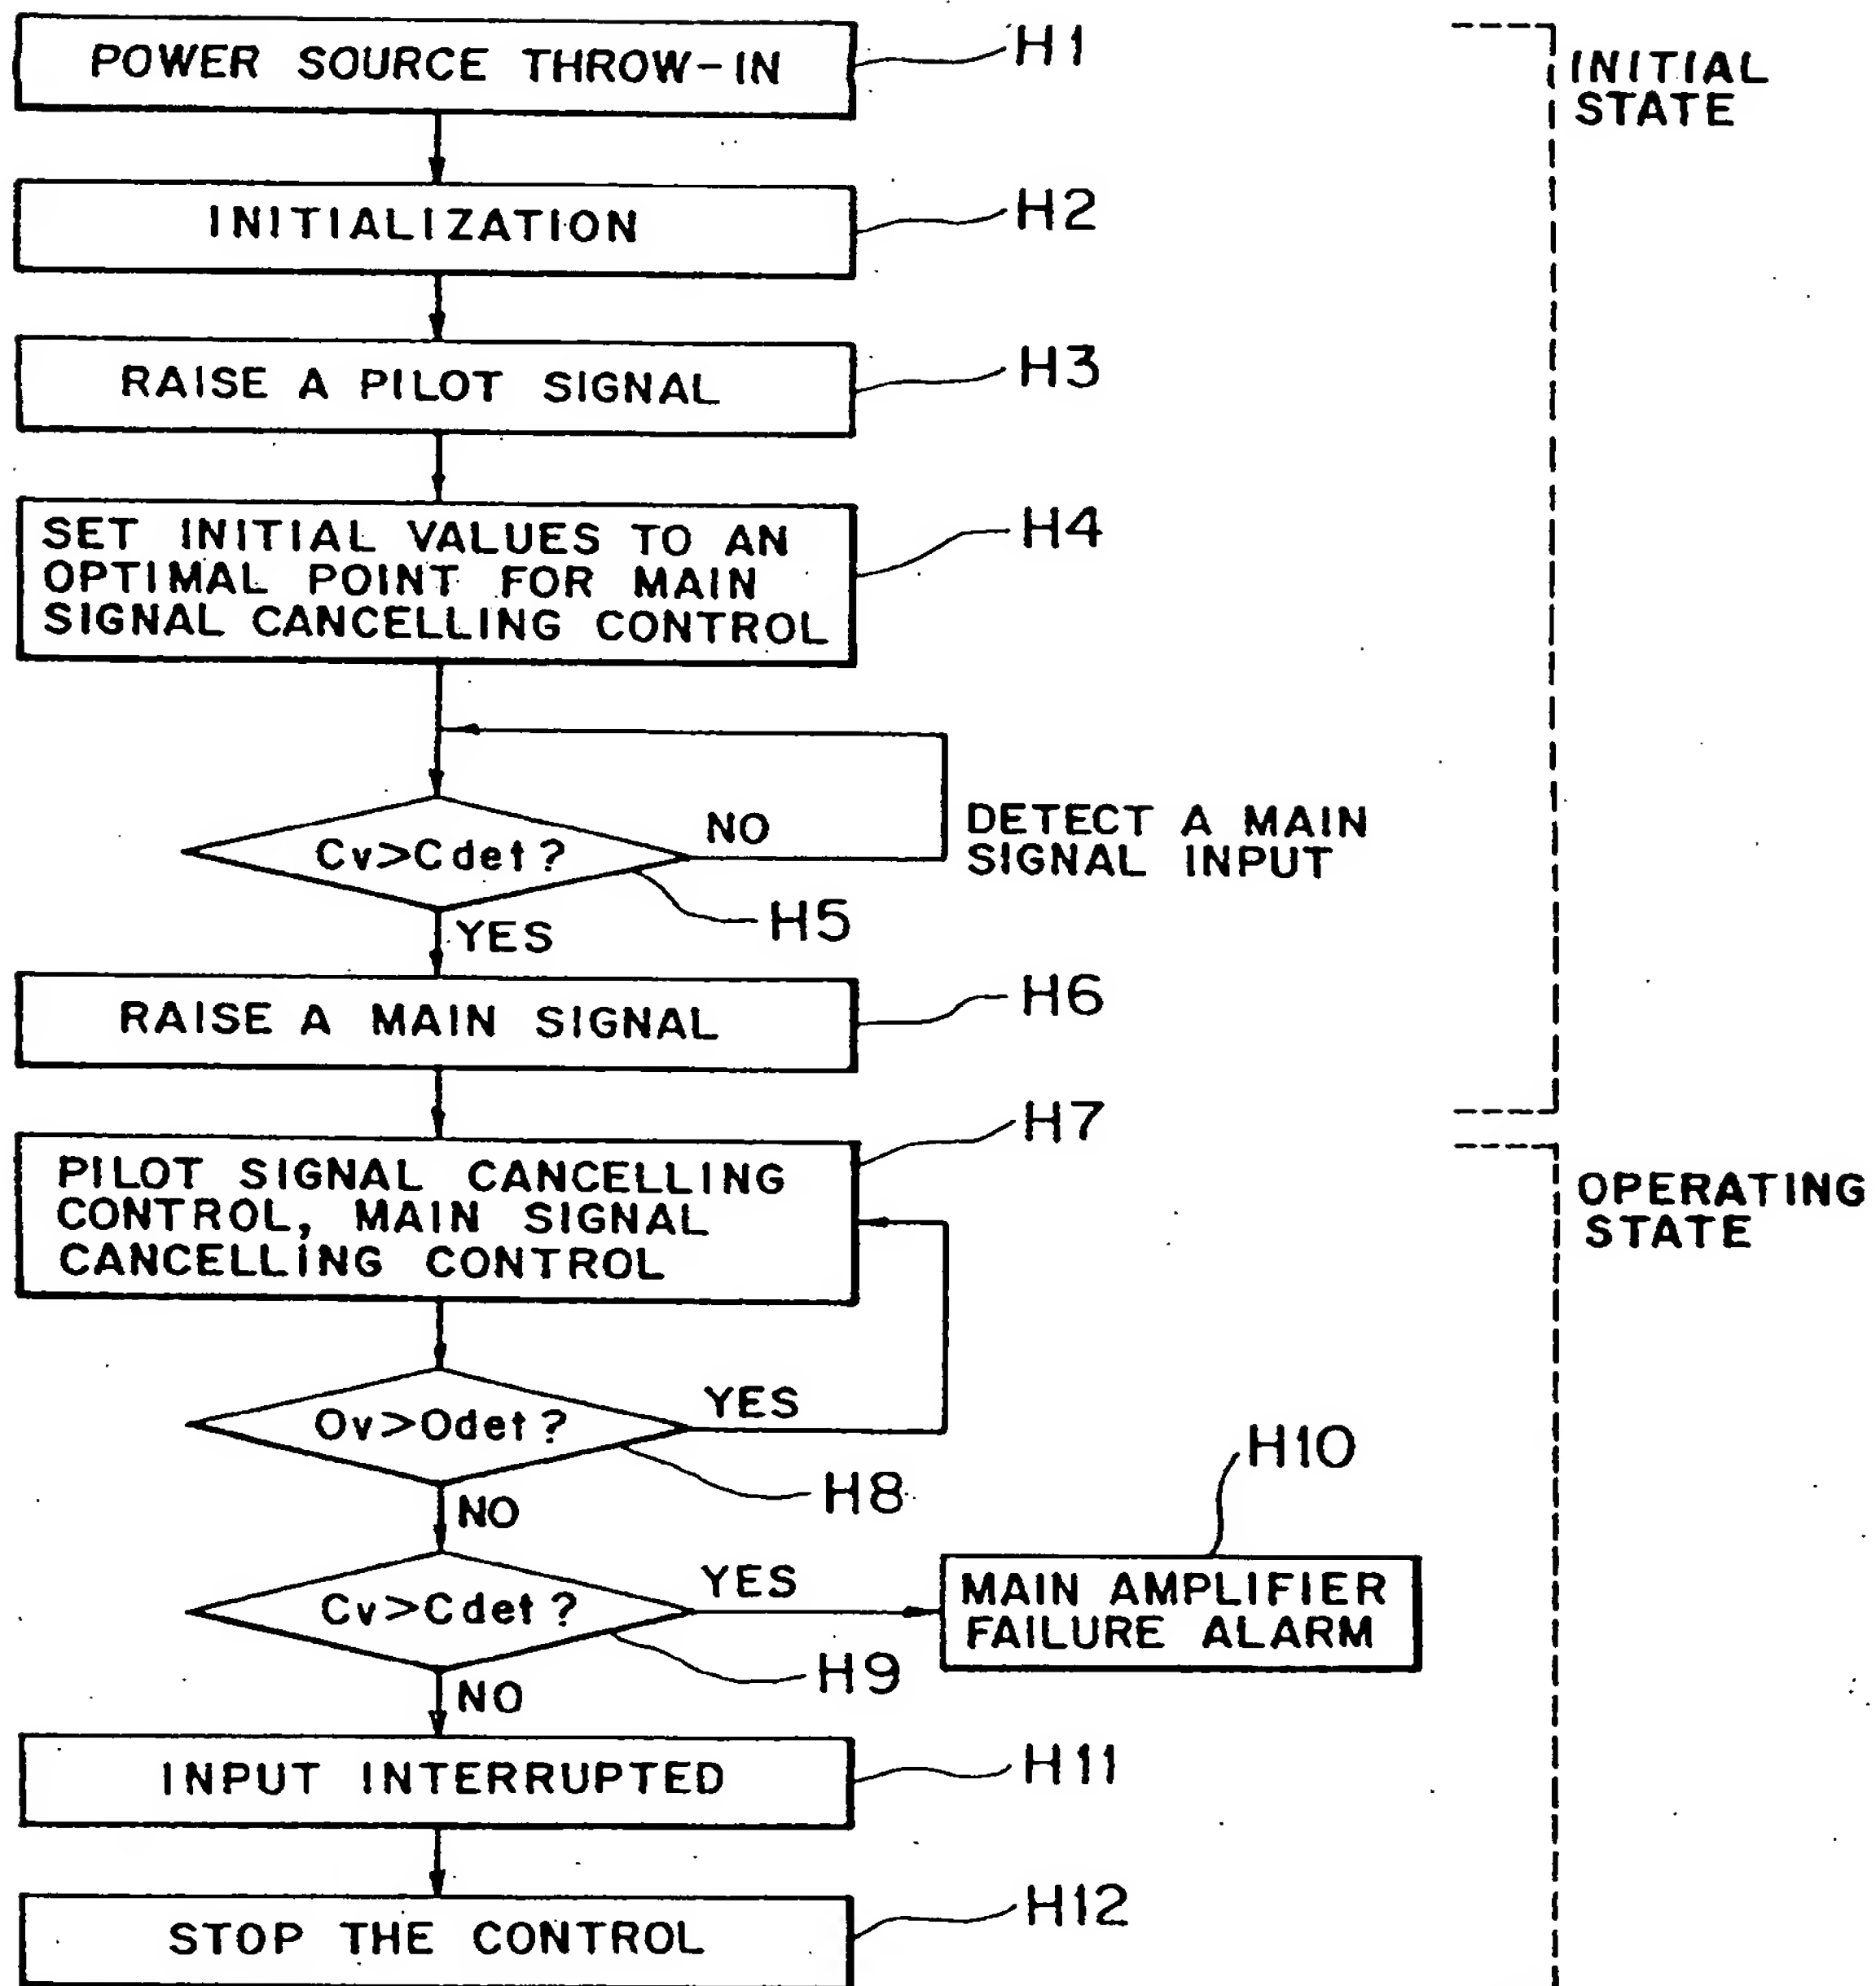 POWER SOURCE THROW-IN
H1
INITIAL
STATE
INITIALIZATION
H2
RAISE A PILOT SIGNAL
H3
SET INITIAL VALUES TO AN
OPTIMAL POINT FOR MAIN
SIGNAL CANCELLING CONTROL
H4
Cv>Cdet?
NO
DETECT A MAIN
SIGNAL INPUT
H5
YES
RAISE A MAIN SIGNAL
H6
PILOT SIGNAL CANCELLING
CONTROL, MAIN SIGNAL
CANCELLING CONTROL
H7
OPERATING
STATE
Ov>Odet?
YES
H8
NO
Cv>Cdet?
YES
H9
H10
MAIN AMPLIFIER
FAILURE ALARM
NO
INPUT INTERRUPTED
H11
STOP THE CONTROL
H12